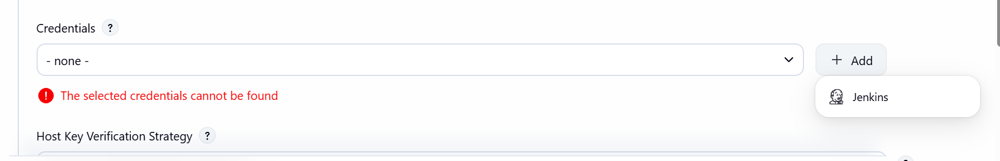 Credentials ?
- none -
+ Add
! The selected credentials cannot be found
Jenkins
Host Key Verification Strategy ?